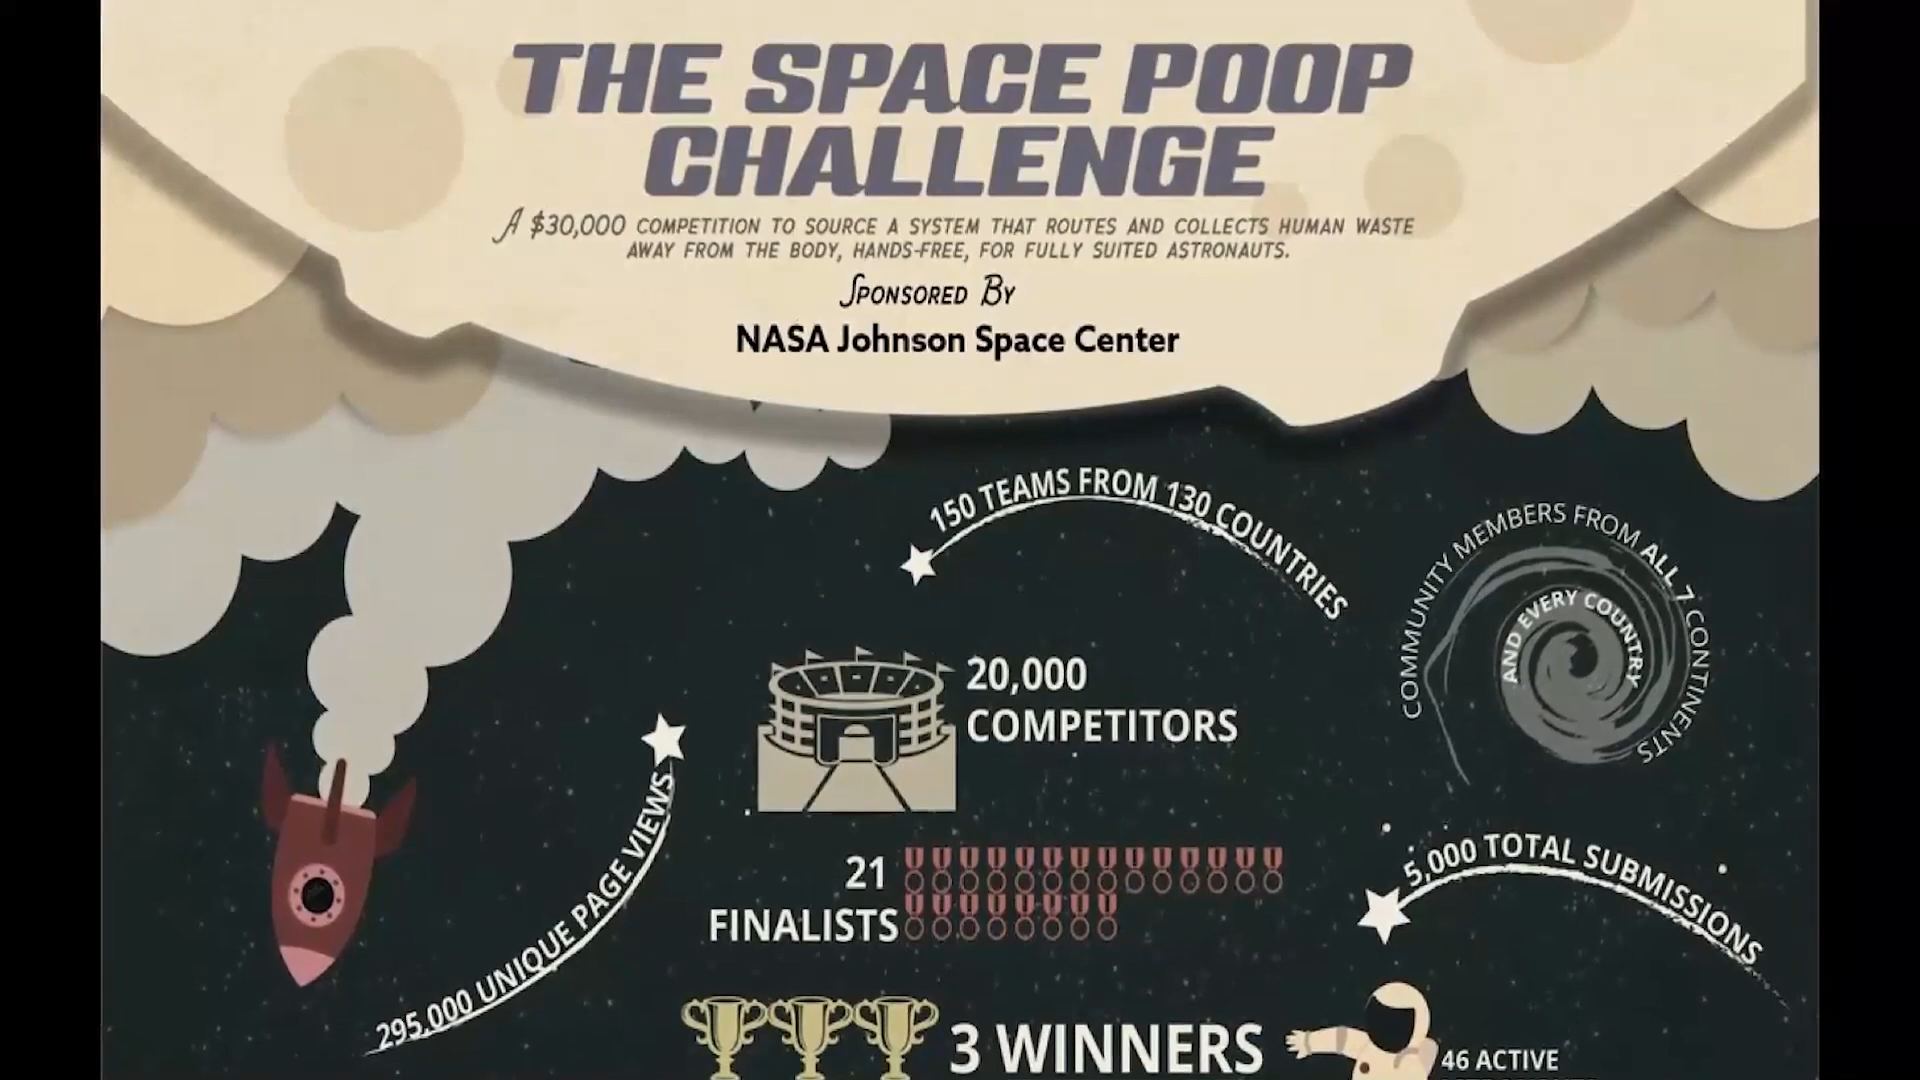 THE SPACE POOP
CHALLENGE
A $30,000 COMPETITION TO SOURCE A SYSTEM THAT ROUTES AND COLLECTS HUMAN WASTE
AWAY FROM THE BODY, HANDS-FREE, FOR FULLY SUITED ASTRONAUTS.
SPONSORED BY
NASA Johnson Space Center
150 TEAMS FROM 130 COUNTRIES
COMMUNITY MEMBERS FROM ALL 7 CONTINENTS
AND EVERY COUNTRY
20,000
COMPETITORS
295,000 UNIQUE PAGE VIEWS
21
FINALISTS
5,000 TOTAL SUBMISSIONS
3 WINNERS
46 ACTIVE